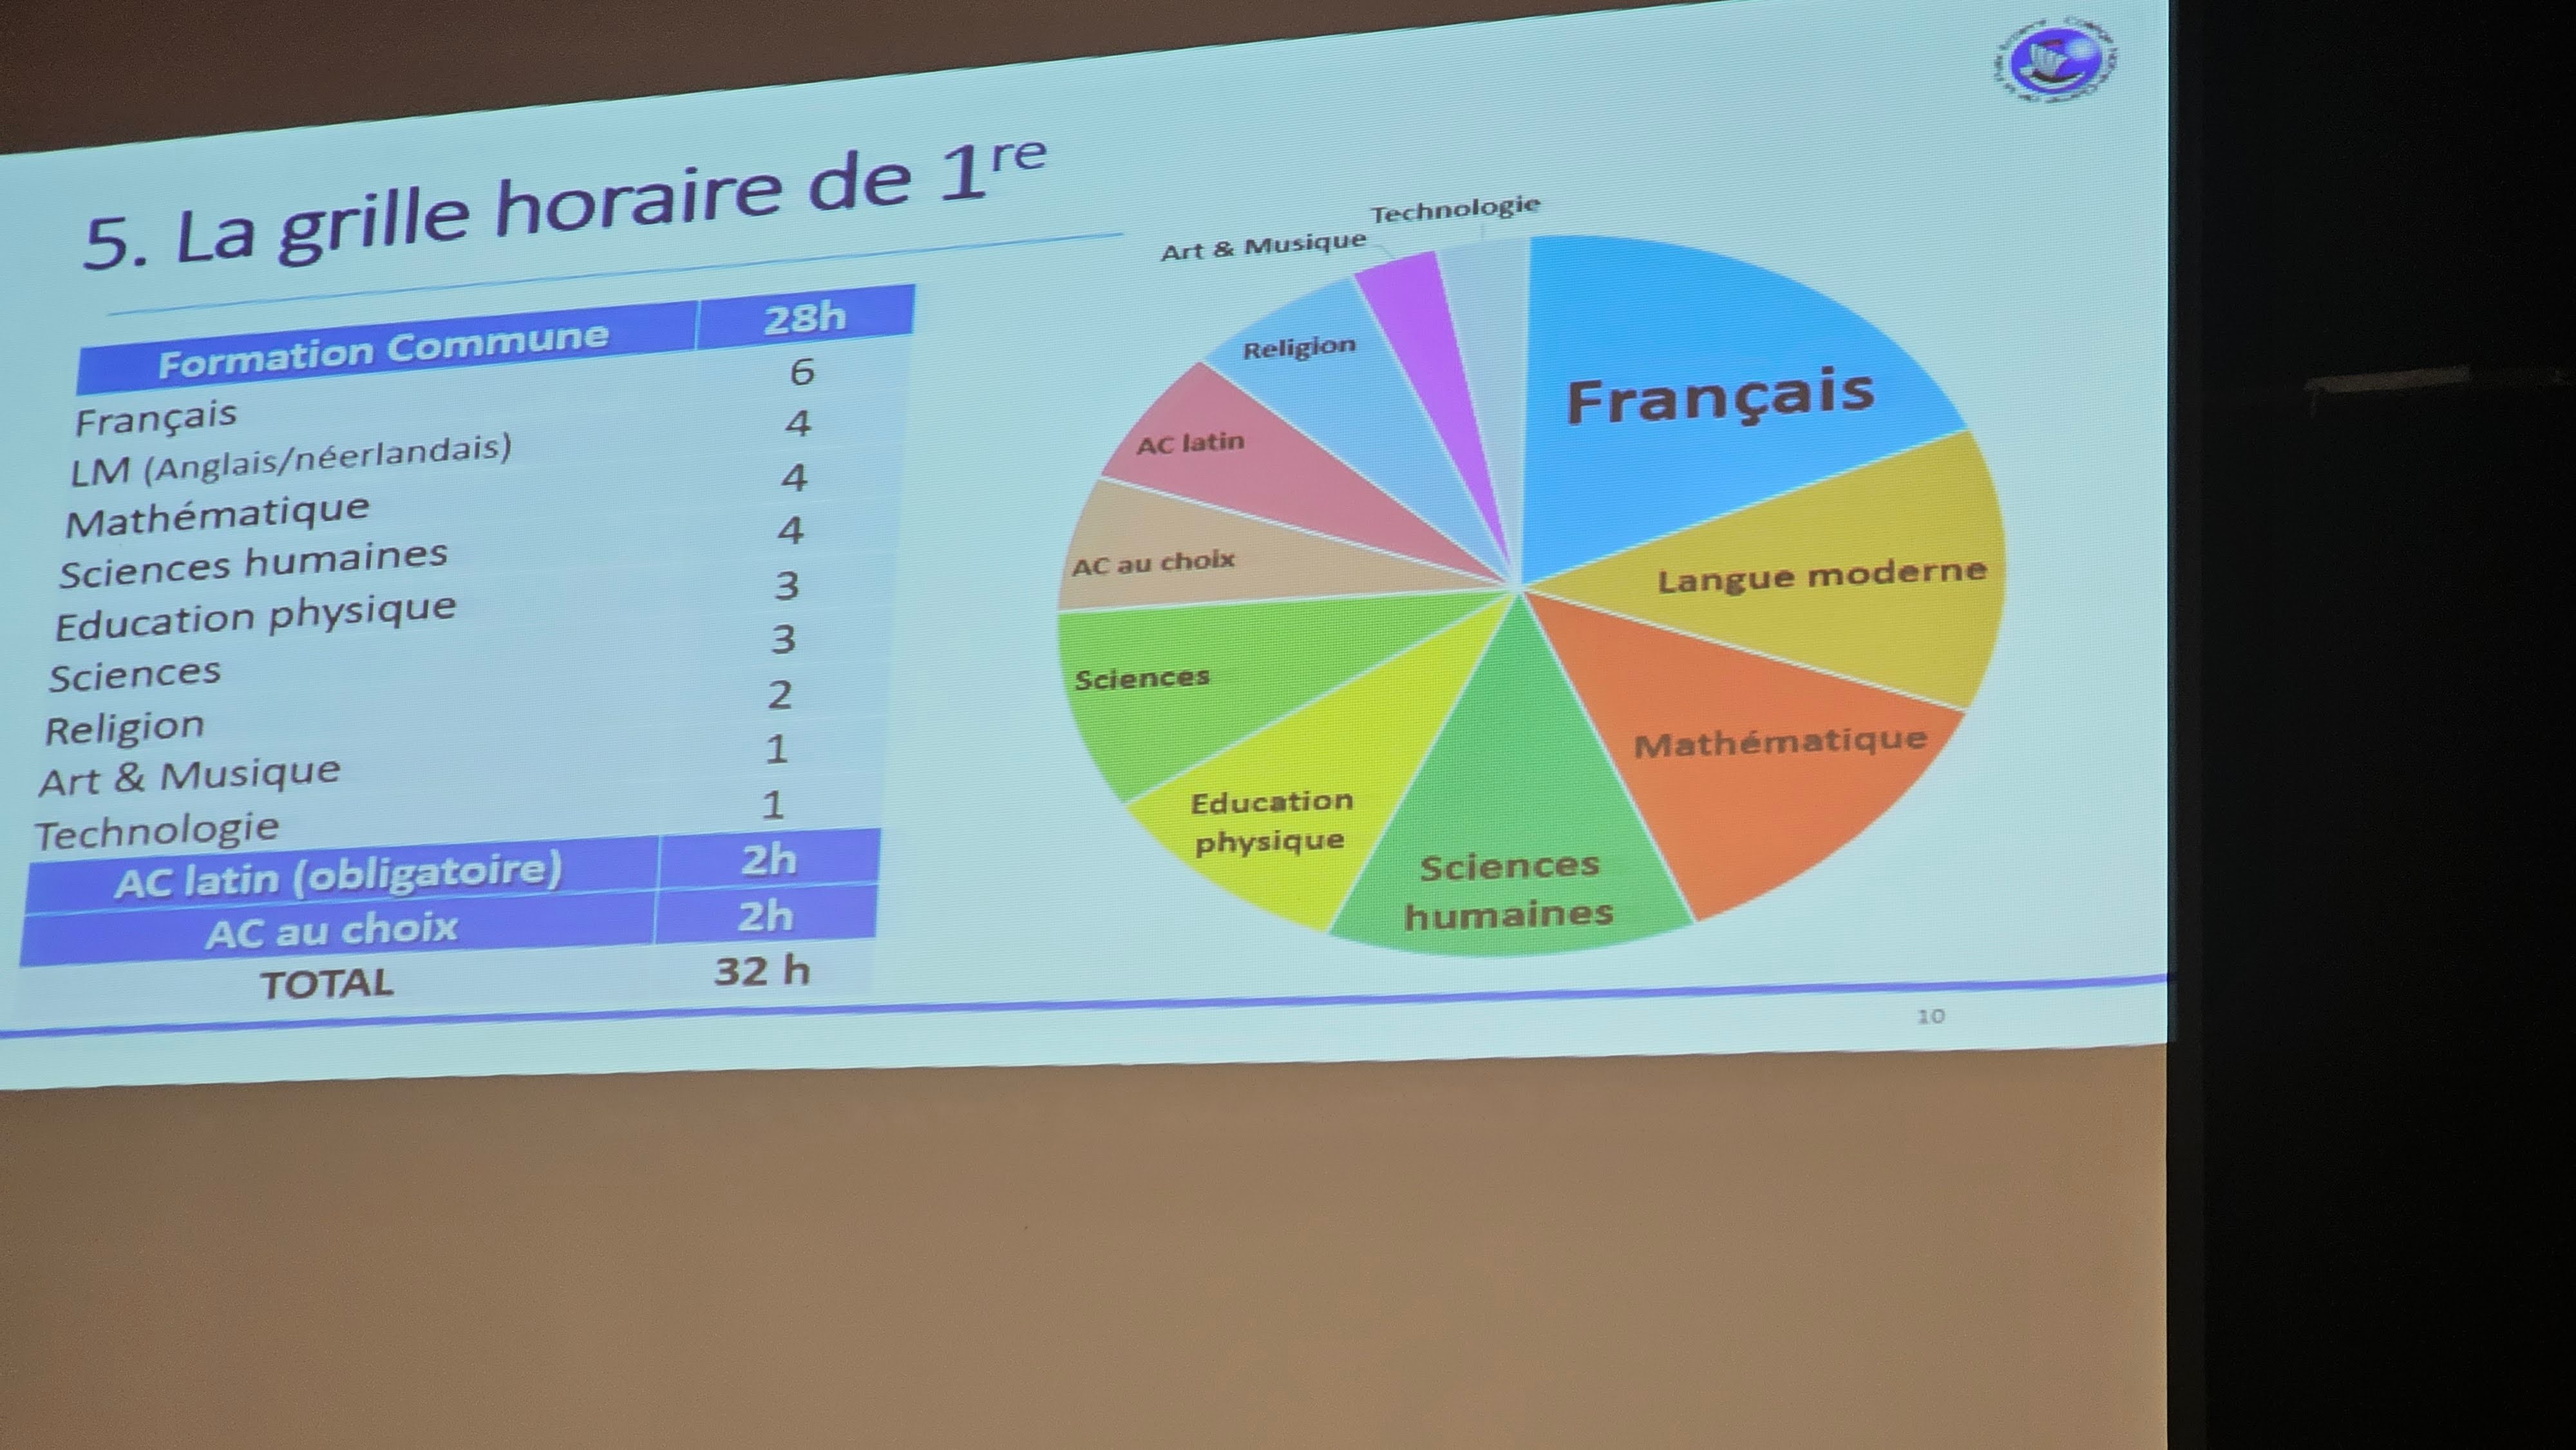 5. La grille horaire de 1re
Formation Commune 28h
Français 6
LM (Anglais/néerlandais) 4
Mathématique 4
Sciences humaines 4
Education physique 3
Sciences 3
Religion 2
Art & Musique 1
Technologie 1
AC latin (obligatoire) 2h
AC au choix 2h
TOTAL 32 h
Technologie
Art & Musique
Religion
Français
AC latin
AC au choix
Langue moderne
Sciences
Mathématique
Education
physique
Sciences
humaines
10